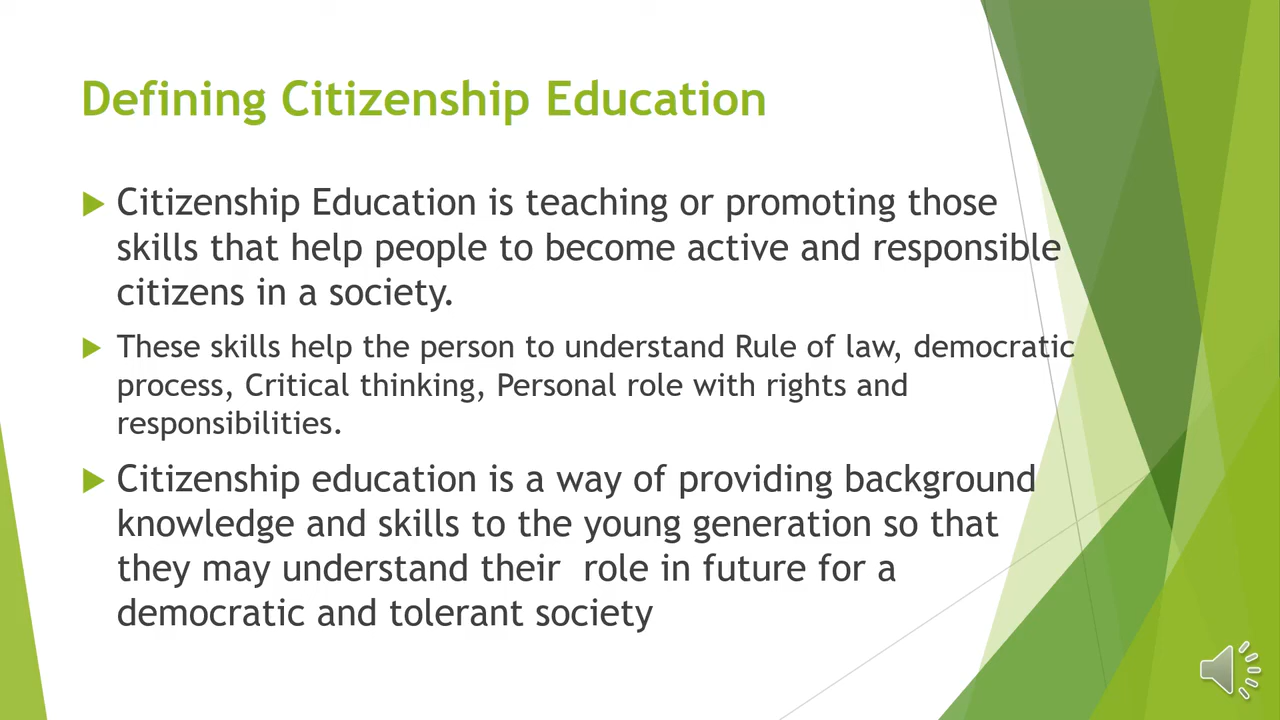 Defining Citizenship Education
Citizenship Education is teaching or promoting those
skills that help people to become active and responsible
citizens in a society.
These skills help the person to understand Rule of law, democratic
process, Critical thinking, Personal role with rights and
responsibilities.
Citizenship education is a way of providing background
knowledge and skills to the young generation so that
they may understand their  role in future for a
democratic and tolerant society